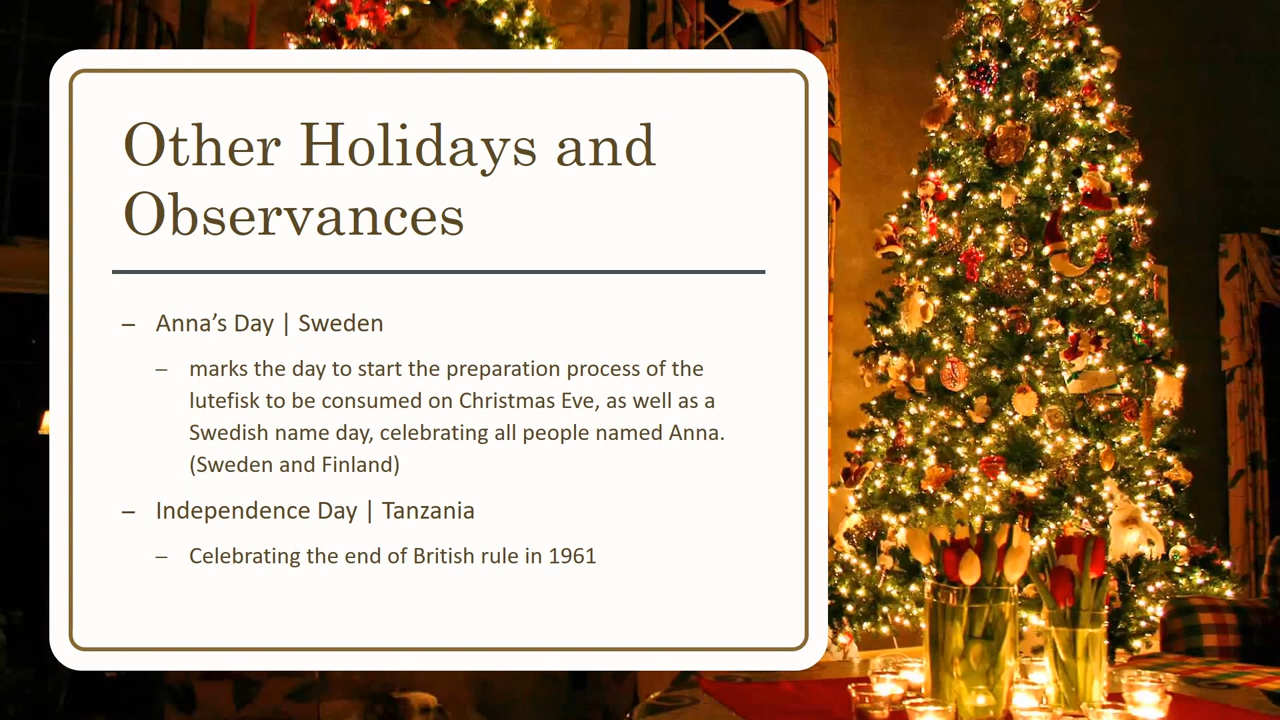 Other Holidays and
Observances
– Anna’s Day | Sweden
– marks the day to start the preparation process of the
lutefisk to be consumed on Christmas Eve, as well as a
Swedish name day, celebrating all people named Anna.
(Sweden and Finland)
– Independence Day | Tanzania
– Celebrating the end of British rule in 1961